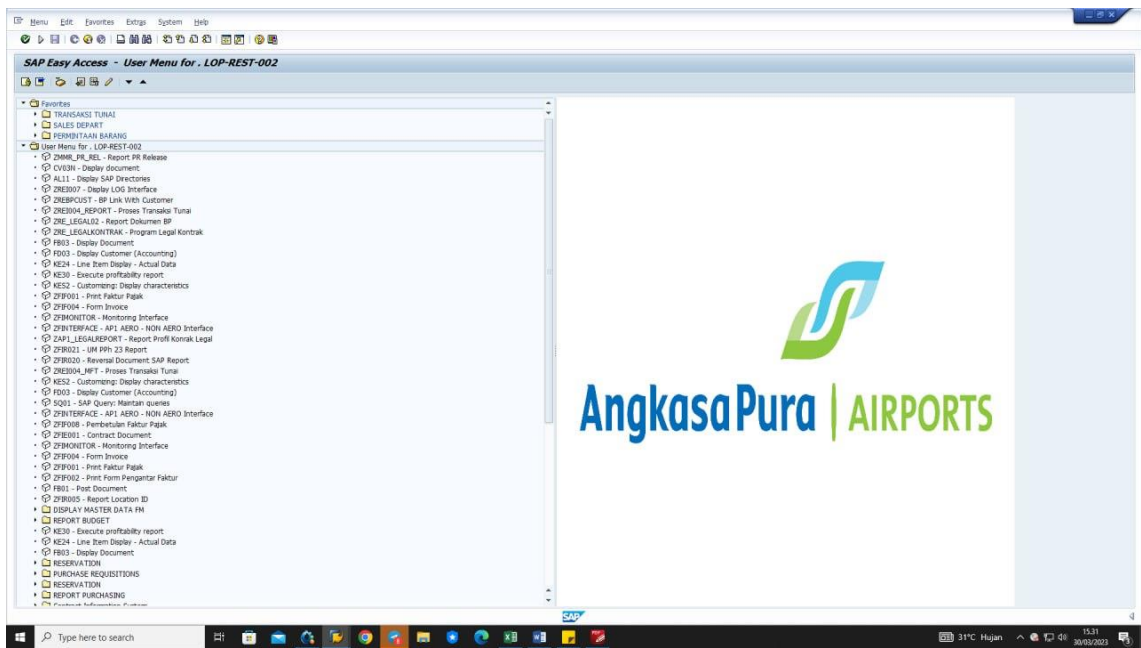 Menu Edit Favorites Extras System Help
SAP Easy Access - User Menu for . LOP-REST-002
Favorites
TRANSAKSI TUNAI
SALES DEPART
PERMINTAAN BARANG
User Menu for . LOP-REST-002
ZMMR_PR_REL - Report PR Release
CV03N - Display document
AL11 - Display SAP Directories
ZREI007 - Display LOG Interface
ZREBPCUST - BP Link With Customer
ZREI004_REPORT - Proses Transaksi Tunai
ZRE_LEGAL02 - Report Dokumen BP
ZRE_LEGALKONTRAK - Program Legal Kontrak
FB03 - Display Document
FD03 - Display Customer (Accounting)
KE24 - Line Item Display - Actual Data
KE30 - Execute profitability report
KES2 - Customizing: Display characteristics
ZFIF001 - Print Faktur Pajak
ZFIF004 - Form Invoice
ZFIMONITOR - Monitoring Interface
ZFINTERFACE - AP1 AERO - NON AERO Interface
ZAP1_LEGALREPORT - Report Profil Konrak Legal
ZFIR021 - UM PPh 23 Report
ZFIR020 - Reversal Document SAP Report
ZREI004_MFT - Proses Transaksi Tunai
KES2 - Customizing: Display characteristics
FD03 - Display Customer (Accounting)
SQ01 - SAP Query: Maintain queries
ZFINTERFACE - AP1 AERO - NON AERO Interface
ZFIF008 - Pembetulan Faktur Pajak
ZFIE001 - Contract Document
ZFIMONITOR - Monitoring Interface
ZFIF004 - Form Invoice
ZFIF001 - Print Faktur Pajak
ZFIF002 - Print Form Pengantar Faktur
FB01 - Post Document
ZFIR005 - Report Location ID
DISPLAY MASTER DATA FM
REPORT BUDGET
KE30 - Execute profitability report
KE24 - Line Item Display - Actual Data
FB03 - Display Document
RESERVATION
PURCHASE REQUISITIONS
RESERVATION
REPORT PURCHASING
Contract Information System
Angkasa Pura | AIRPORTS
SAP
Type here to search
31°C Hujan
15.31
30/03/2023